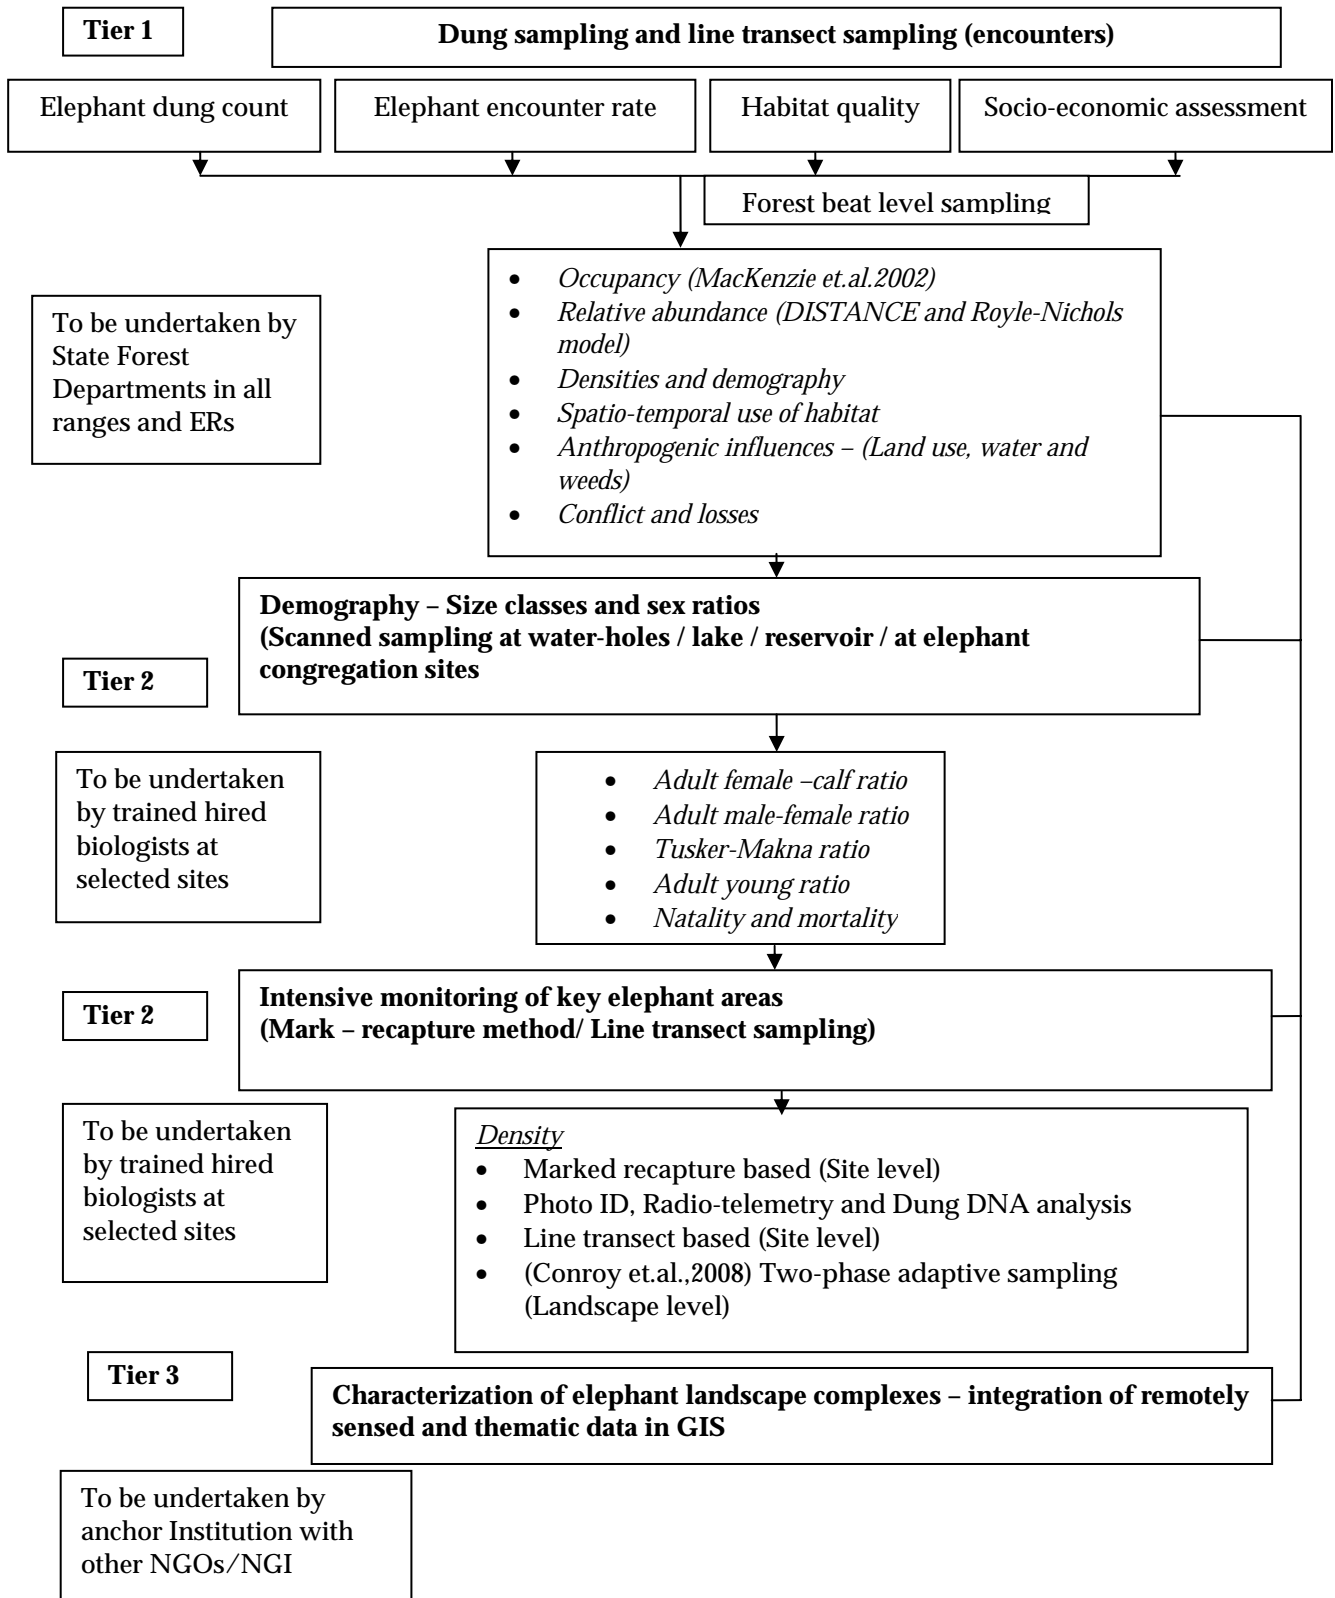 Tier 1
Dung sampling and line transect sampling (encounters)
Elephant dung count
Elephant encounter rate
Habitat quality
Socio-economic assessment
Forest beat level sampling
To be undertaken by
State Forest
Departments in all
ranges and ERs
• Occupancy (MacKenzie et.al.2002)
• Relative abundance (DISTANCE and Royle-Nichols
model)
• Densities and demography
• Spatio-temporal use of habitat
• Anthropogenic influences – (Land use, water and
weeds)
• Conflict and losses
Demography – Size classes and sex ratios
(Scanned sampling at water-holes / lake / reservoir / at elephant
congregation sites
Tier 2
To be undertaken
by trained hired
biologists at
selected sites
• Adult female –calf ratio
• Adult male-female ratio
• Tusker-Makna ratio
• Adult young ratio
• Natality and mortality
Tier 2
Intensive monitoring of key elephant areas
(Mark – recapture method/ Line transect sampling)
To be undertaken
by trained hired
biologists at
selected sites
Density
• Marked recapture based (Site level)
• Photo ID, Radio-telemetry and Dung DNA analysis
• Line transect based (Site level)
• (Conroy et.al.,2008) Two-phase adaptive sampling
(Landscape level)
Tier 3
Characterization of elephant landscape complexes – integration of remotely
sensed and thematic data in GIS
To be undertaken by
anchor Institution with
other NGOs/NGI